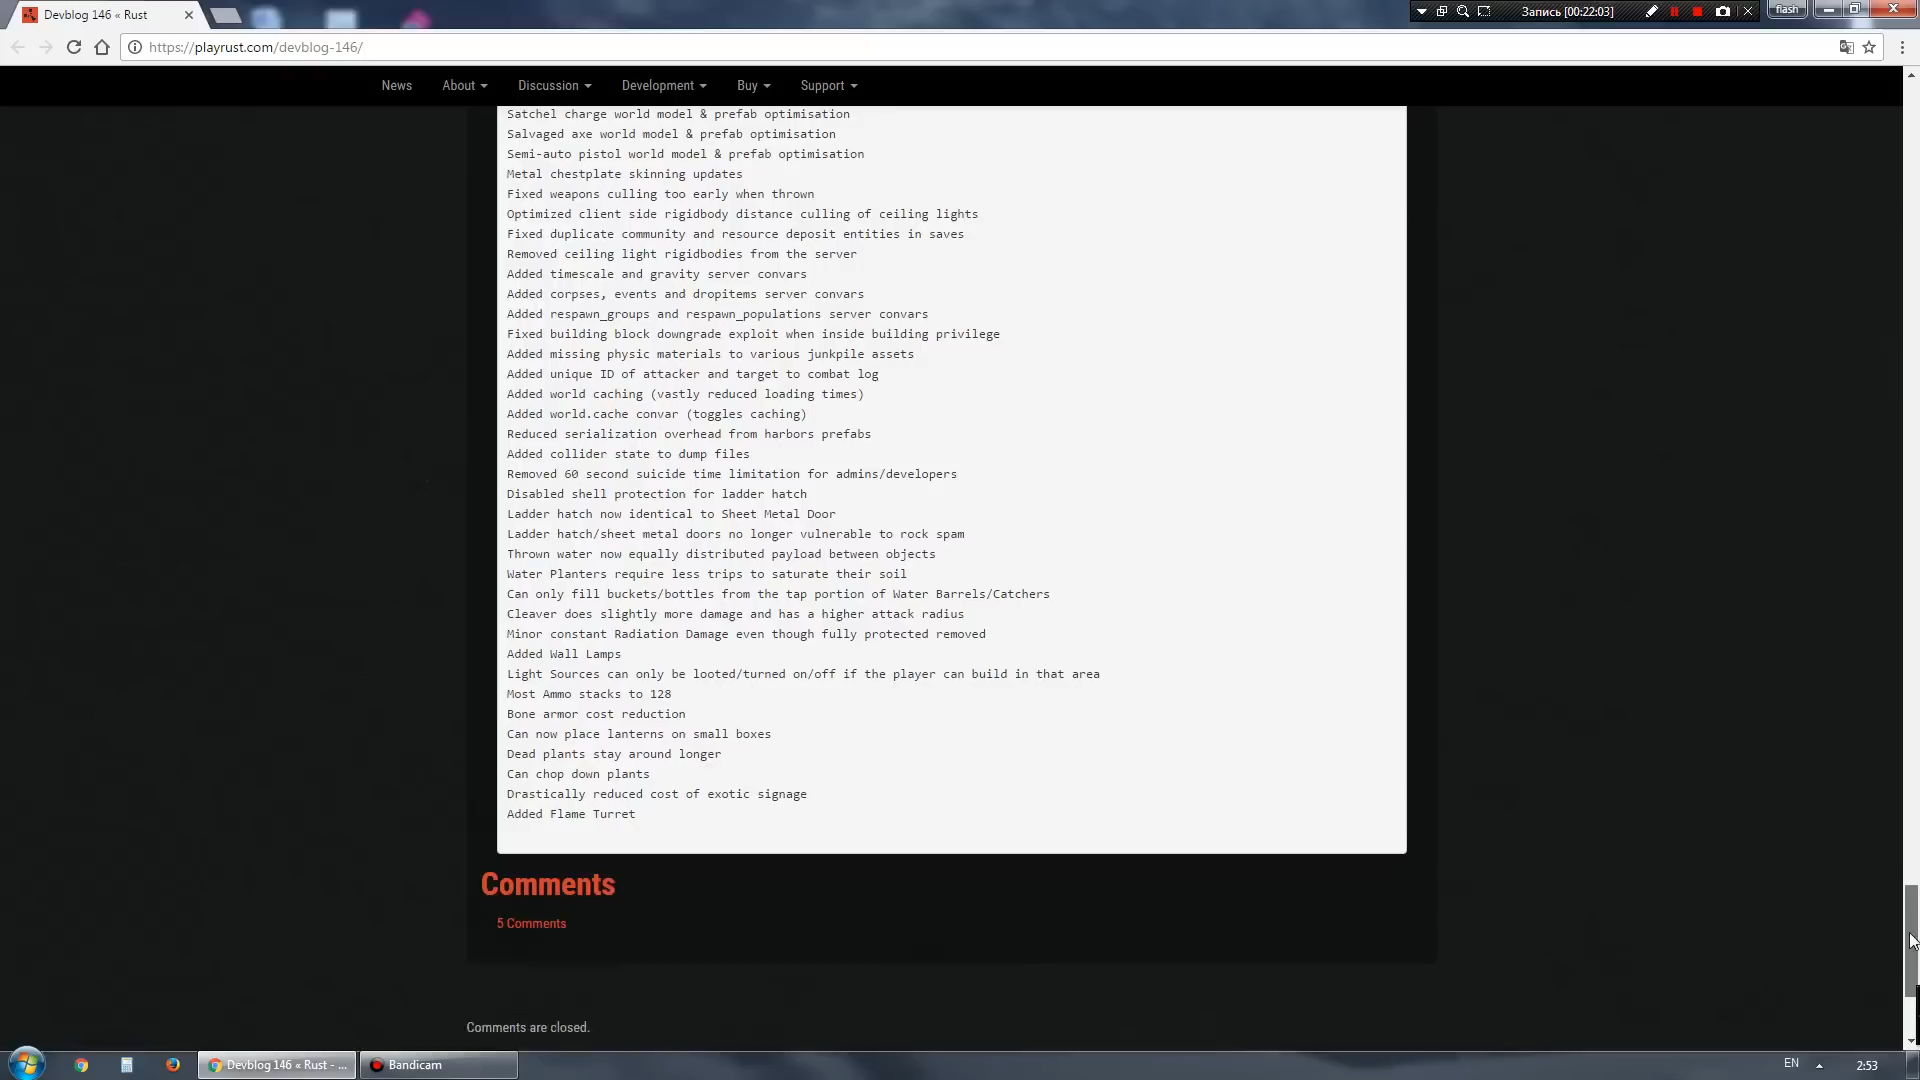 Devblog 146 « Rust
Запись [00:22:03]
flash
https://playrust.com/devblog-146/
News About Discussion Development Buy Support
Satchel charge world model & prefab optimisation
Salvaged axe world model & prefab optimisation
Semi-auto pistol world model & prefab optimisation
Metal chestplate skinning updates
Fixed weapons culling too early when thrown
Optimized client side rigidbody distance culling of ceiling lights
Fixed duplicate community and resource deposit entities in saves
Removed ceiling light rigidbodies from the server
Added timescale and gravity server convars
Added corpses, events and dropitems server convars
Added respawn_groups and respawn_populations server convars
Fixed building block downgrade exploit when inside building privilege
Added missing physic materials to various junkpile assets
Added unique ID of attacker and target to combat log
Added world caching (vastly reduced loading times)
Added world.cache convar (toggles caching)
Reduced serialization overhead from harbors prefabs
Added collider state to dump files
Removed 60 second suicide time limitation for admins/developers
Disabled shell protection for ladder hatch
Ladder hatch now identical to Sheet Metal Door
Ladder hatch/sheet metal doors no longer vulnerable to rock spam
Thrown water now equally distributed payload between objects
Water Planters require less trips to saturate their soil
Can only fill buckets/bottles from the tap portion of Water Barrels/Catchers
Cleaver does slightly more damage and has a higher attack radius
Minor constant Radiation Damage even though fully protected removed
Added Wall Lamps
Light Sources can only be looted/turned on/off if the player can build in that area
Most Ammo stacks to 128
Bone armor cost reduction
Can now place lanterns on small boxes
Dead plants stay around longer
Can chop down plants
Drastically reduced cost of exotic signage
Added Flame Turret
Comments
5 Comments
Comments are closed.
Devblog 146 « Rust - ...
Bandicam
EN
2:53